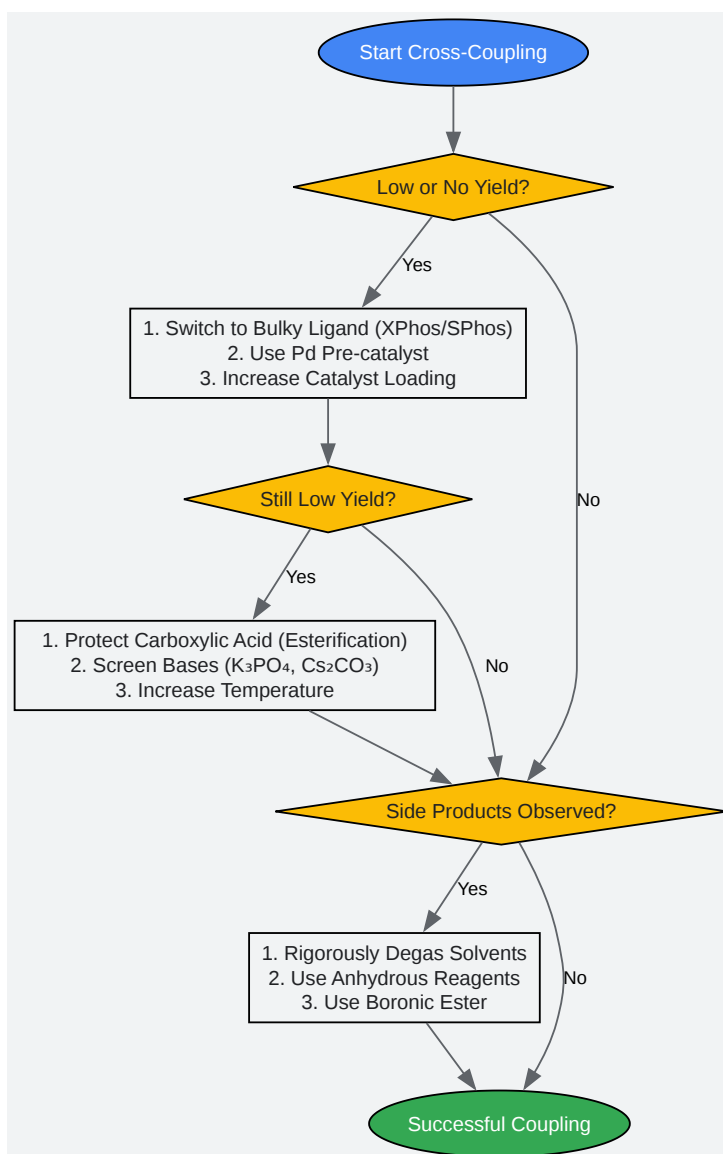 Start Cross-Coupling
Low or No Yield?
Yes
1. Switch to Bulky Ligand (XPhos/SPhos)
2. Use Pd Pre-catalyst
3. Increase Catalyst Loading
Still Low Yield?
No
Yes
1. Protect Carboxylic Acid (Esterification)
2. Screen Bases (K₃PO₄, Cs₂CO₃)
3. Increase Temperature
No
Side Products Observed?
Yes
1. Rigorously Degas Solvents
2. Use Anhydrous Reagents
3. Use Boronic Ester
No
Successful Coupling